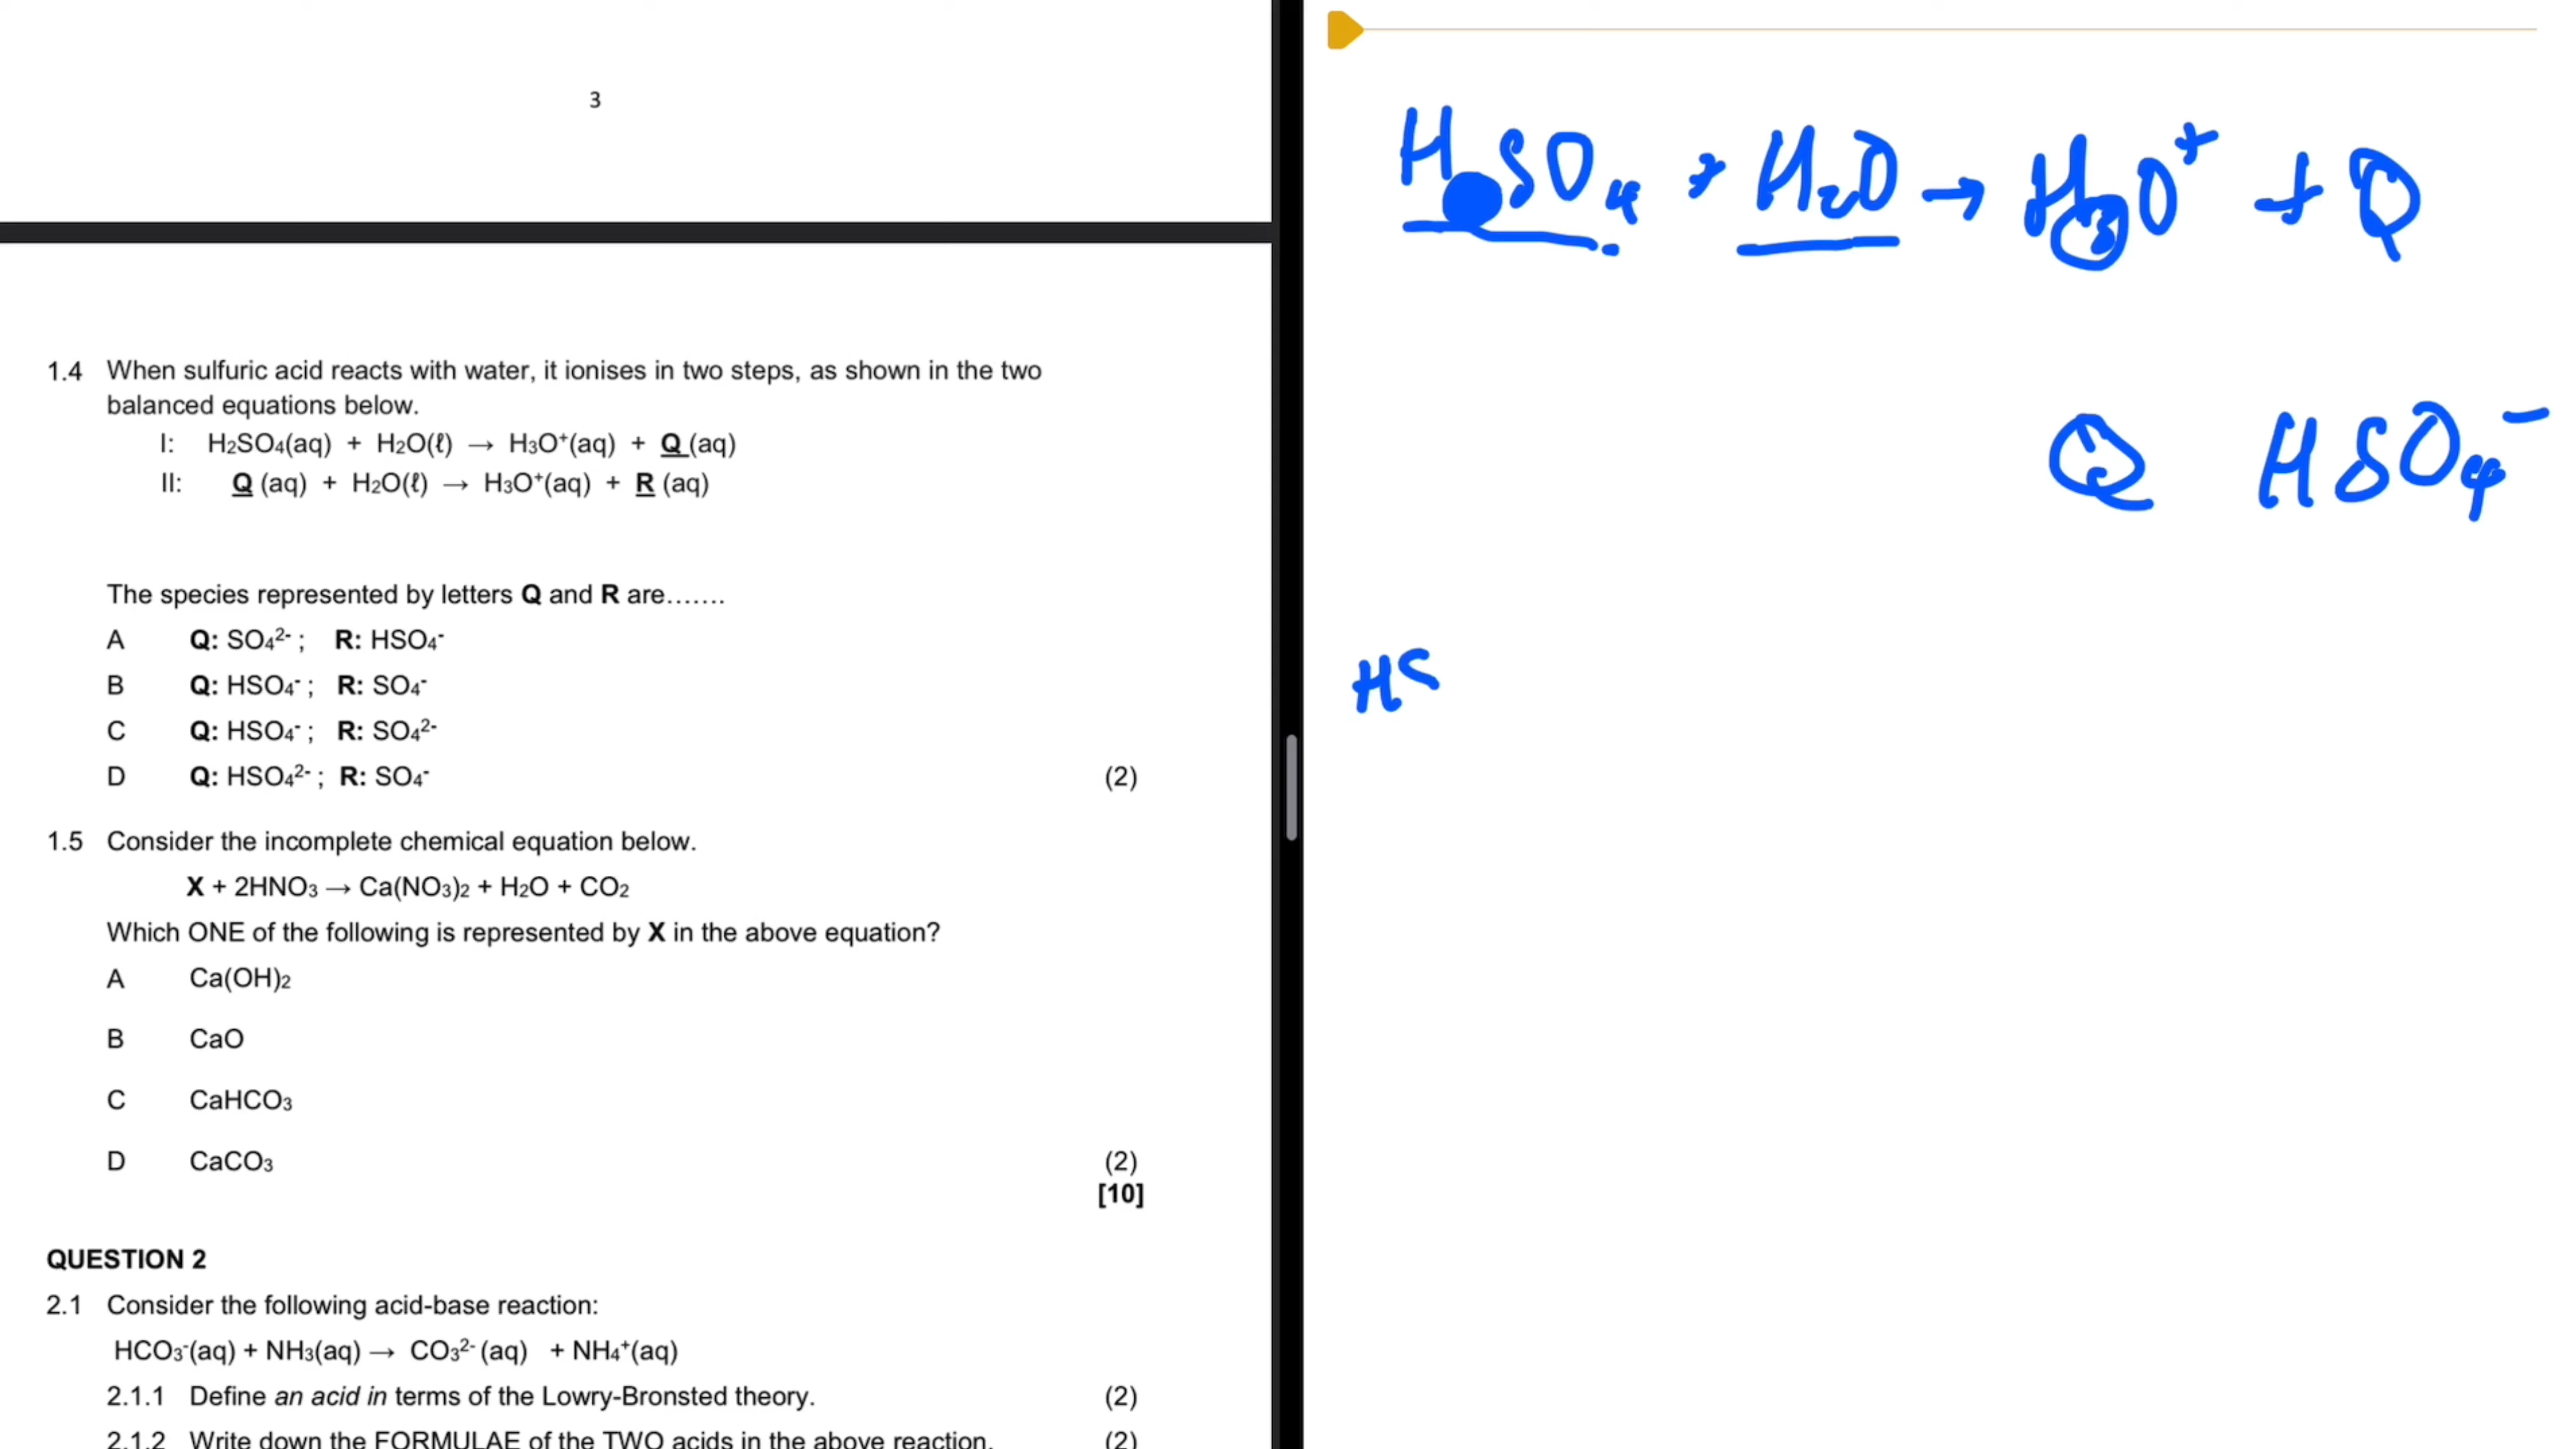 3
1.4 When sulfuric acid reacts with water, it ionises in two steps, as shown in the two
balanced equations below.
I: H₂SO₄(aq) + H₂O(ℓ) → H₃O⁺(aq) + Q (aq)
II: Q (aq) + H₂O(ℓ) → H₃O⁺(aq) + R (aq)
The species represented by letters Q and R are.......
A Q: SO₄²⁻ ; R: HSO₄⁻
B Q: HSO₄⁻ ; R: SO₄⁻
C Q: HSO₄⁻ ; R: SO₄²⁻
D Q: HSO₄²⁻ ; R: SO₄⁻ (2)
1.5 Consider the incomplete chemical equation below.
X + 2HNO₃ → Ca(NO₃)₂ + H₂O + CO₂
Which ONE of the following is represented by X in the above equation?
A Ca(OH)₂
B CaO
C CaHCO₃
D CaCO₃ (2)
[10]
QUESTION 2
2.1 Consider the following acid-base reaction:
HCO₃⁻(aq) + NH₃(aq) → CO₃²⁻ (aq) + NH₄⁺(aq)
2.1.1 Define an acid in terms of the Lowry-Bronsted theory. (2)
2.1.2 Write down the FORMULAE of the TWO acids in the above reaction. (2)
H SO₄ + H₂O → H₃O⁺ + Q
Q HSO₄⁻
HS